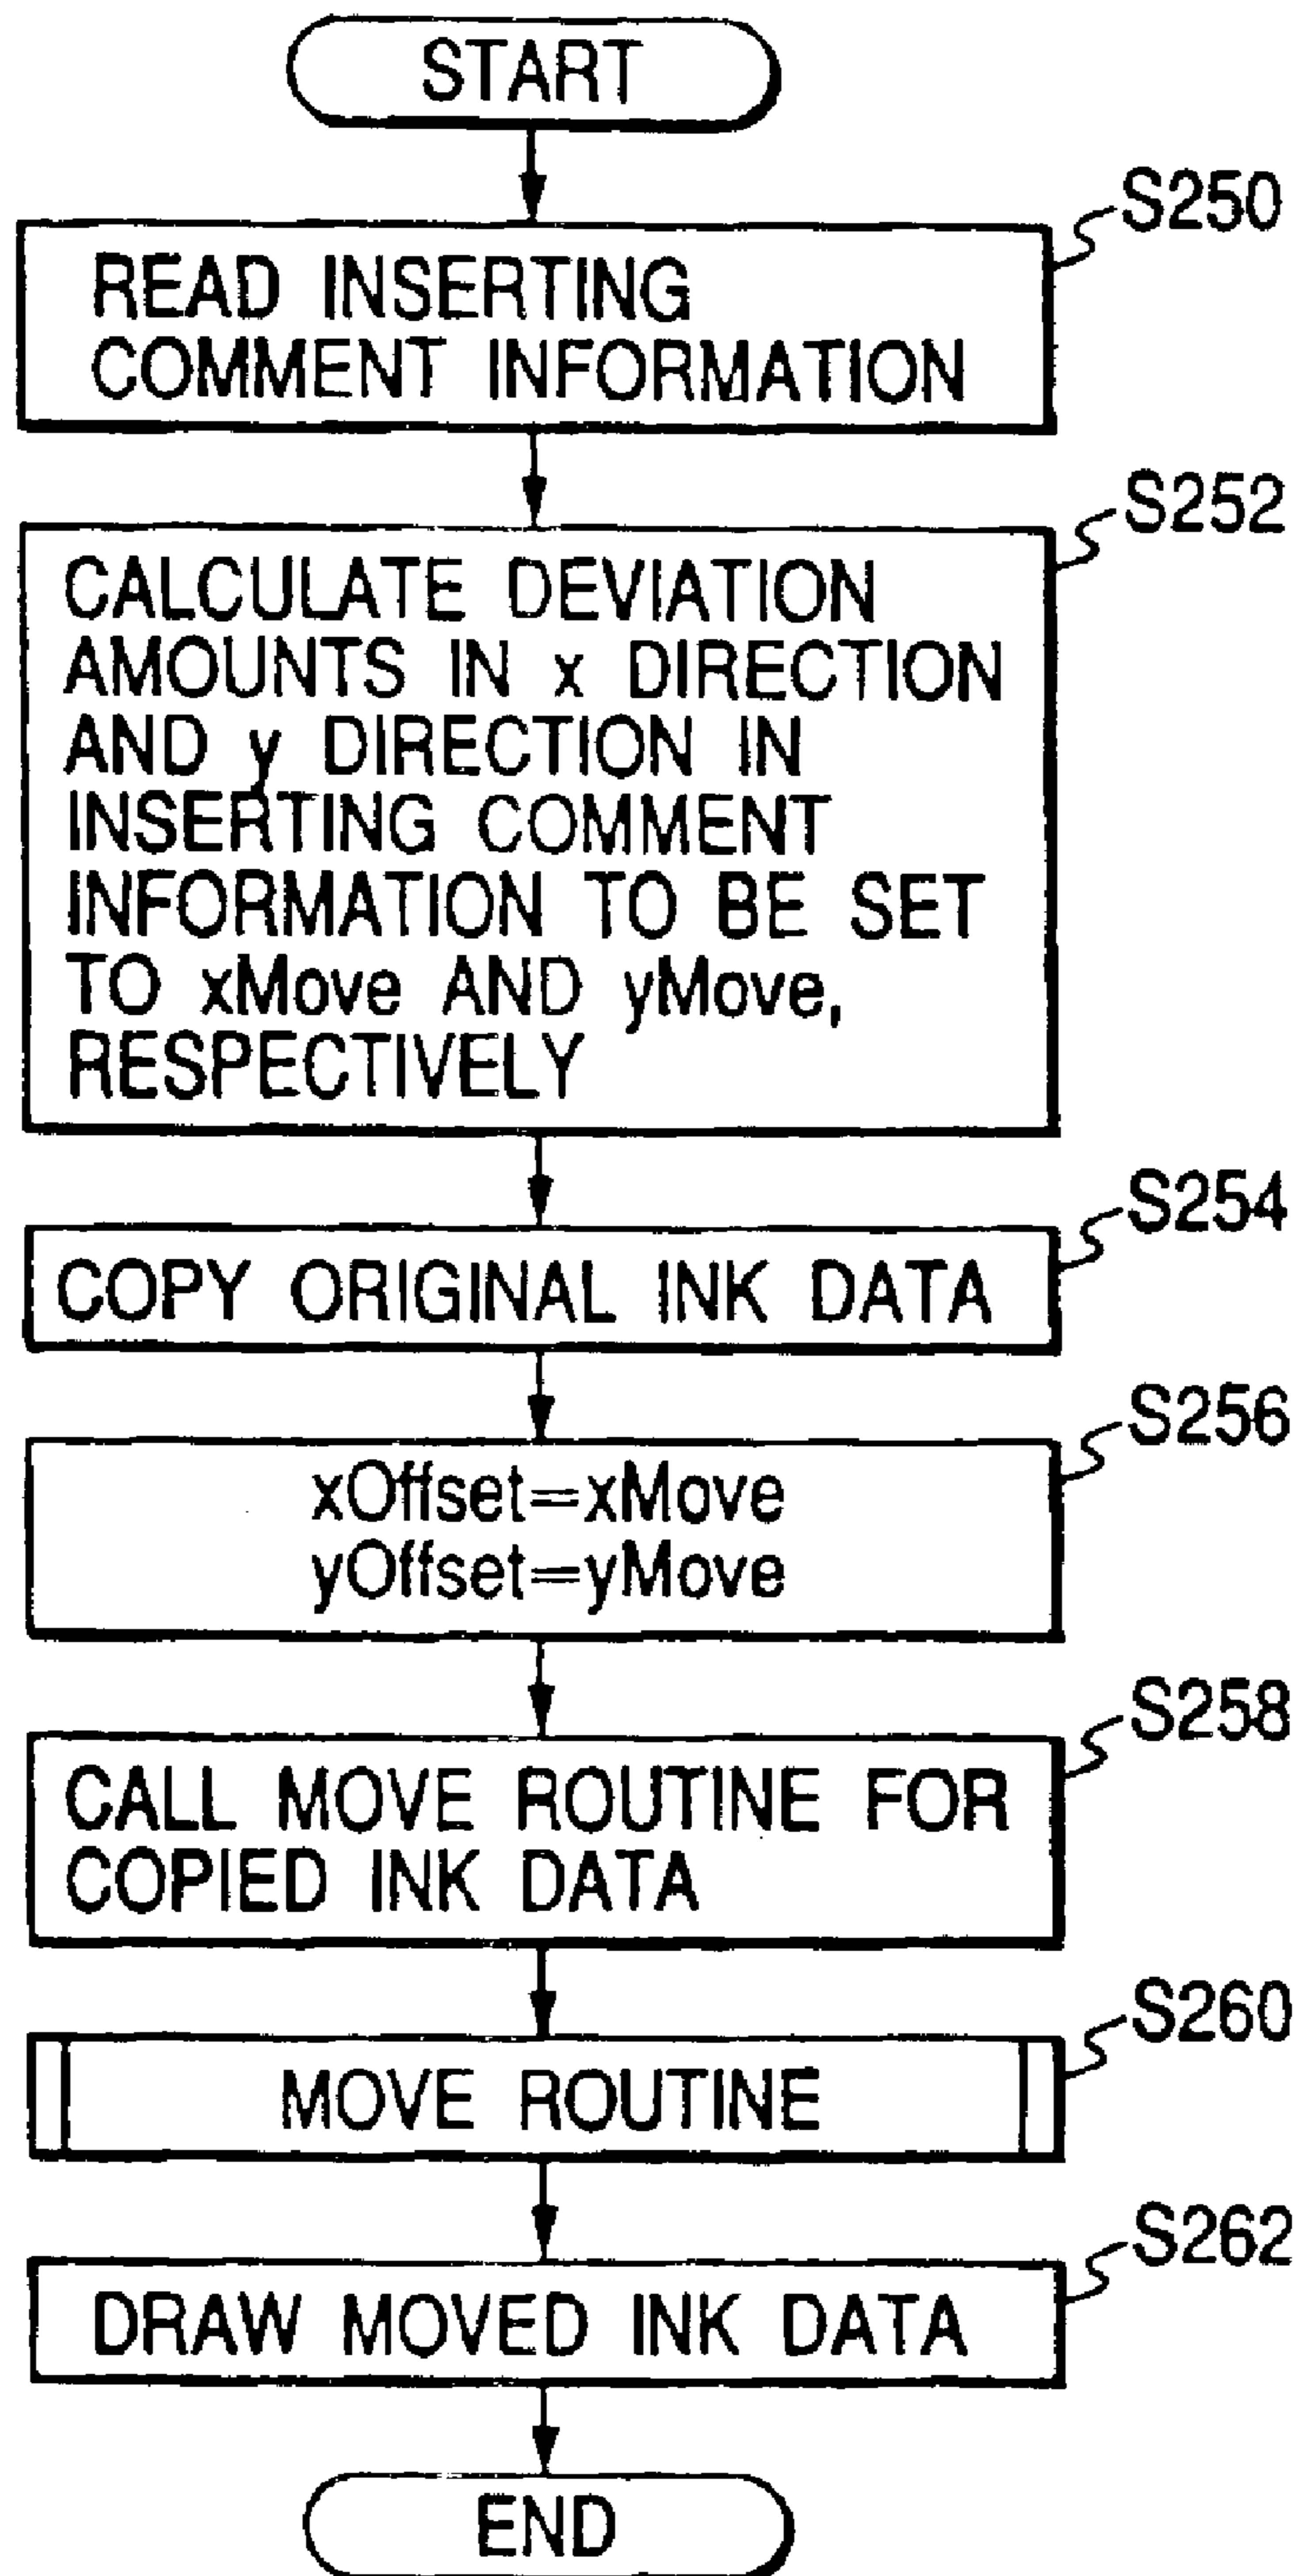 START
S250
READ INSERTING
COMMENT INFORMATION
S252
CALCULATE DEVIATION
AMOUNTS IN x DIRECTION
AND y DIRECTION IN
INSERTING COMMENT
INFORMATION TO BE SET
TO xMove AND yMove,
RESPECTIVELY
S254
COPY ORIGINAL INK DATA
S256
xOffset=xMove
yOffset=yMove
S258
CALL MOVE ROUTINE FOR
COPIED INK DATA
S260
MOVE ROUTINE
S262
DRAW MOVED INK DATA
END